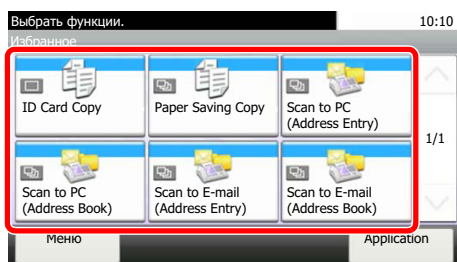 Выбрать функции. 10:10
Избранное
ID Card Copy
Paper Saving Copy
Scan to PC
(Address Entry)
1/1
Scan to PC
(Address Book)
Scan to E-mail
(Address Entry)
Scan to E-mail
(Address Book)
Меню
Application